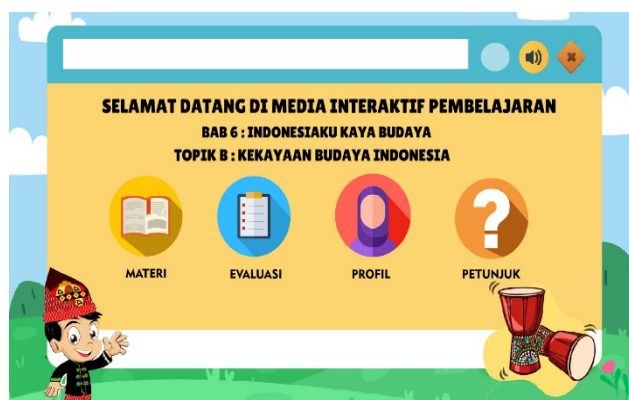 SELAMAT DATANG DI MEDIA INTERAKTIF PEMBELAJARAN
BAB 6 : INDONESIAKU KAYA BUDAYA
TOPIK B : KEKAYAAN BUDAYA INDONESIA
MATERI
EVALUASI
PROFIL
PETUNJUK